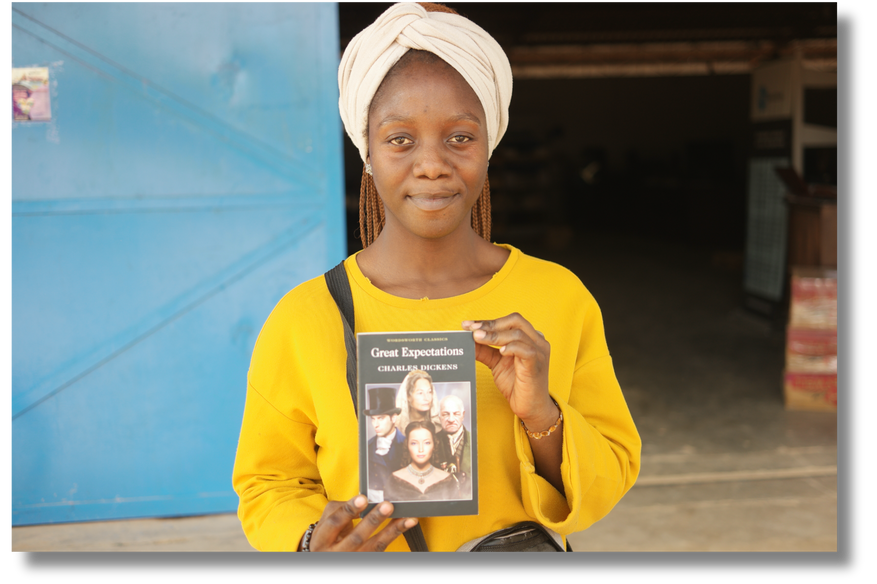 WORDSWORTH CLASSICS
Great Expectations
CHARLES DICKENS